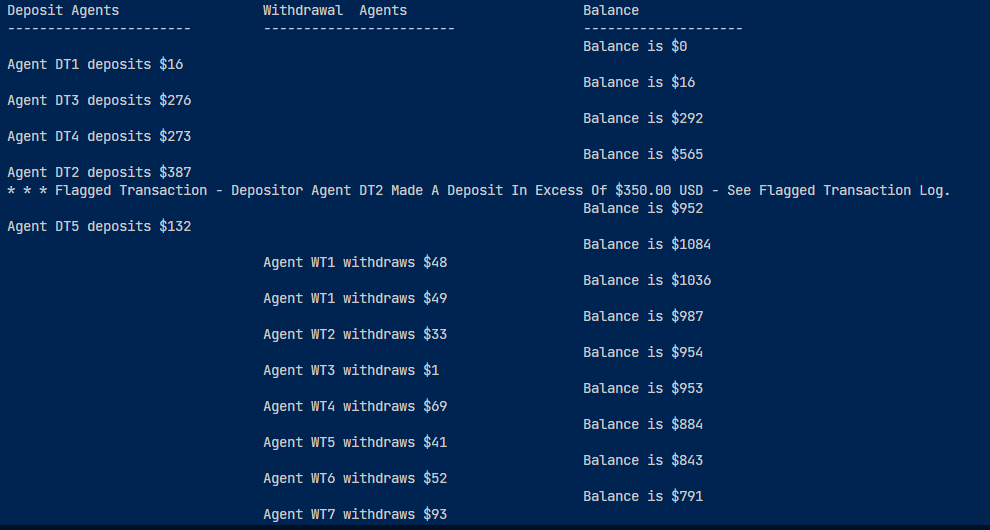 Deposit Agents Withdrawal  Agents Balance
----------------------- ------------------------ --------------------
Balance is $0
Agent DT1 deposits $16
Balance is $16
Agent DT3 deposits $276
Balance is $292
Agent DT4 deposits $273
Balance is $565
Agent DT2 deposits $387
* * * Flagged Transaction - Depositor Agent DT2 Made A Deposit In Excess Of $350.00 USD - See Flagged Transaction Log.
Balance is $952
Agent DT5 deposits $132
Balance is $1084
Agent WT1 withdraws $48
Balance is $1036
Agent WT1 withdraws $49
Balance is $987
Agent WT2 withdraws $33
Balance is $954
Agent WT3 withdraws $1
Balance is $953
Agent WT4 withdraws $69
Balance is $884
Agent WT5 withdraws $41
Balance is $843
Agent WT6 withdraws $52
Balance is $791
Agent WT7 withdraws $93